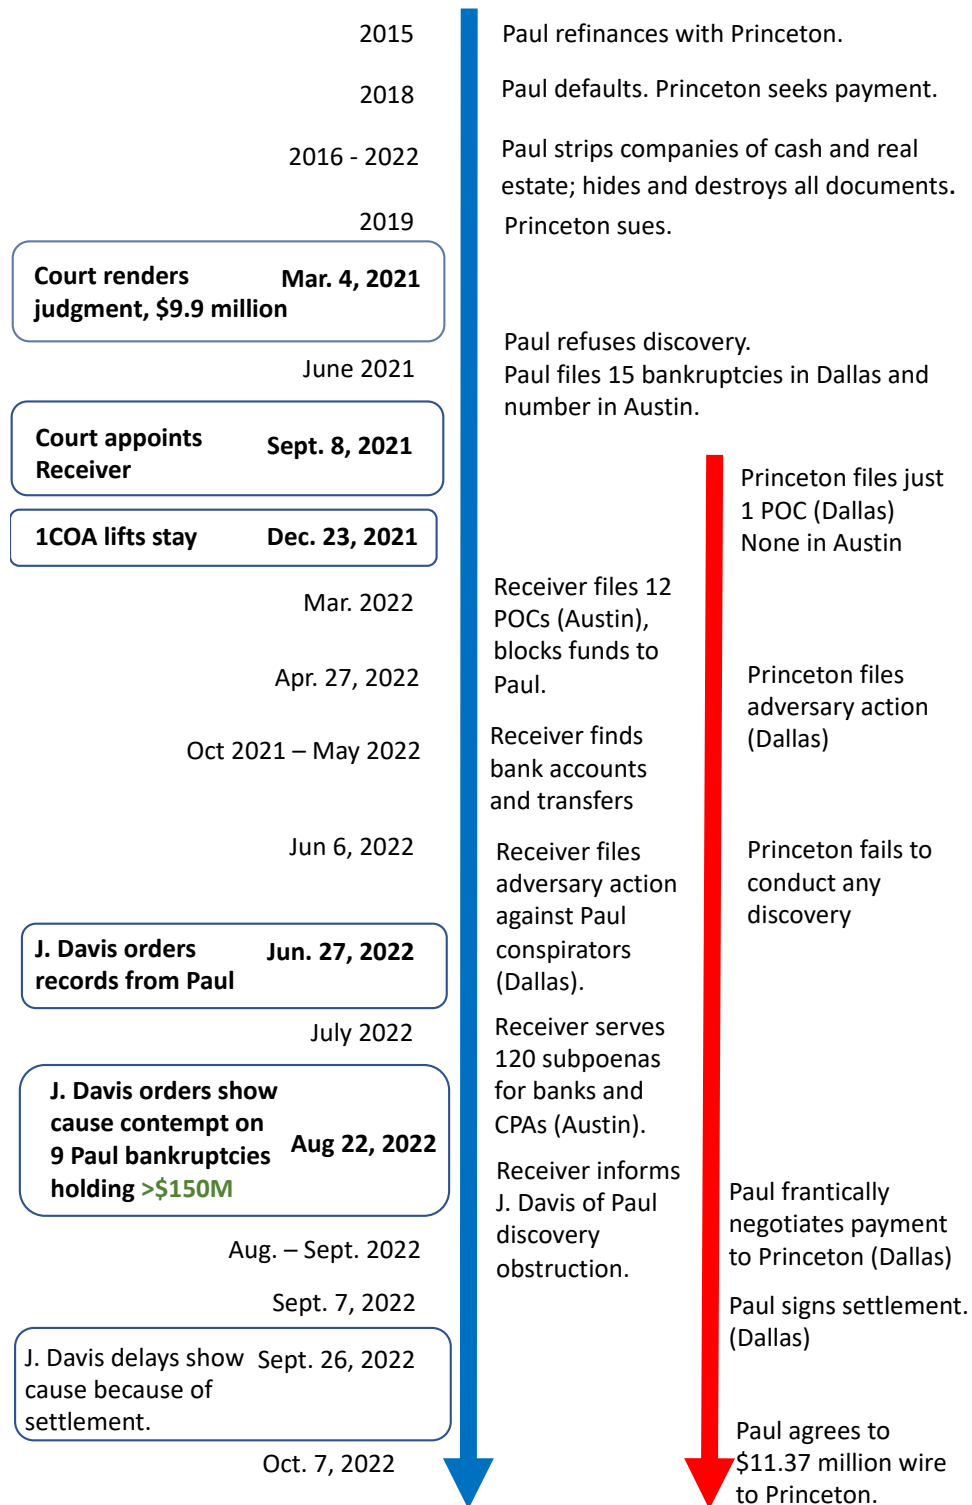 2015
Paul refinances with Princeton.
2018
Paul defaults. Princeton seeks payment.
2016 - 2022
Paul strips companies of cash and real
estate; hides and destroys all documents.
2019
Princeton sues.
Court renders
judgment, $9.9 million
Mar. 4, 2021
June 2021
Paul refuses discovery.
Paul files 15 bankruptcies in Dallas and
number in Austin.
Court appoints
Receiver
Sept. 8, 2021
Princeton files just
1 POC (Dallas)
None in Austin
1COA lifts stay
Dec. 23, 2021
Mar. 2022
Receiver files 12
POCs (Austin),
blocks funds to
Paul.
Apr. 27, 2022
Princeton files
adversary action
(Dallas)
Oct 2021 – May 2022
Receiver finds
bank accounts
and transfers
Jun 6, 2022
Receiver files
adversary action
against Paul
conspirators
(Dallas).
Princeton fails to
conduct any
discovery
J. Davis orders
records from Paul
Jun. 27, 2022
July 2022
Receiver serves
120 subpoenas
for banks and
CPAs (Austin).
J. Davis orders show
cause contempt on
9 Paul bankruptcies
holding >$150M
Aug 22, 2022
Receiver informs
J. Davis of Paul
discovery
obstruction.
Aug. – Sept. 2022
Paul frantically
negotiates payment
to Princeton (Dallas)
Sept. 7, 2022
Paul signs settlement.
(Dallas)
J. Davis delays show
cause because of
settlement.
Sept. 26, 2022
Oct. 7, 2022
Paul agrees to
$11.37 million wire
to Princeton.